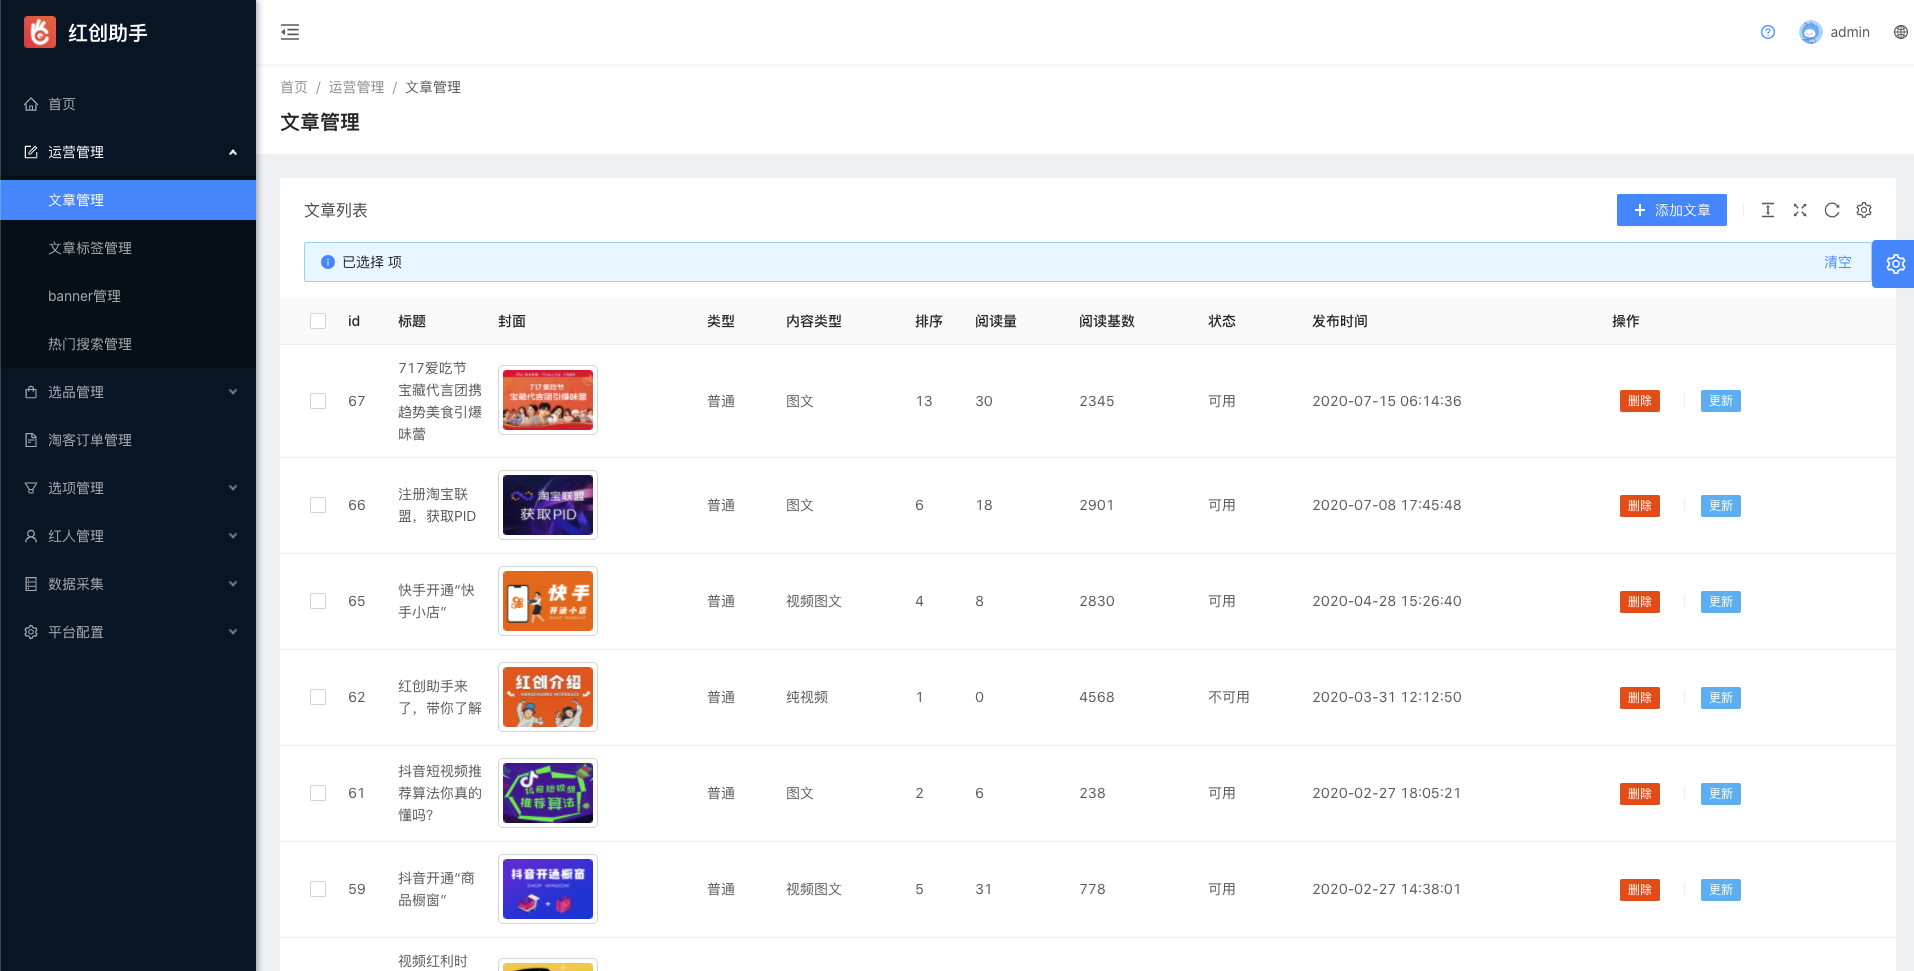 红创助手
admin
首页 / 运营管理 / 文章管理
文章管理
首页
运营管理
文章管理
文章标签管理
banner管理
热门搜索管理
选品管理
淘客订单管理
选项管理
红人管理
数据采集
平台配置
文章列表
添加文章
已选择 项
清空
id 标题 封面 类型 内容类型 排序 阅读量 阅读基数 状态 发布时间 操作
67
717爱吃节
宝藏代言团携
趋势美食引爆
味蕾
717爱吃节
宝藏代言团引爆味蕾
普通 图文 13 30 2345 可用 2020-07-15 06:14:36 删除 更新
66
注册淘宝联
盟，获取PID
淘宝联盟
获取PID
普通 图文 6 18 2901 可用 2020-07-08 17:45:48 删除 更新
65
快手开通“快
手小店”
快手
开通小店
SHOP WINDOW
普通 视频图文 4 8 2830 可用 2020-04-28 15:26:40 删除 更新
62
红创助手来
了，带你了解
红创介绍
HONGCHUANG INTRODUCE
普通 纯视频 1 0 4568 不可用 2020-03-31 12:12:50 删除 更新
61
抖音短视频推
荐算法你真的
懂吗?
抖音短视频
推荐算法
普通 图文 2 6 238 可用 2020-02-27 18:05:21 删除 更新
59
抖音开通“商
品橱窗”
抖音开通橱窗
SHOP WINDOW
普通 视频图文 5 31 778 可用 2020-02-27 14:38:01 删除 更新
视频红利时